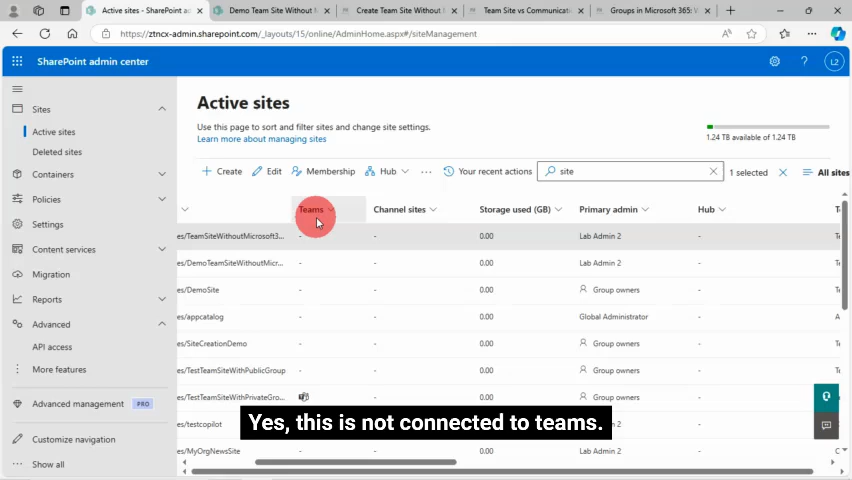 Active sites - SharePoint admin c
Demo Team Site Without M
Create Team Site Without M
Team Site vs Communicatio
Groups in Microsoft 365: W
https://ztncx-admin.sharepoint.com/_layouts/15/online/AdminHome.aspx#/siteManagement
SharePoint admin center
L2
Sites
Active sites
Deleted sites
Containers
Policies
Settings
Content services
Migration
Reports
Advanced
API access
More features
Advanced management PRO
Customize navigation
Show all
Active sites
Use this page to sort and filter sites and change site settings.
Learn more about managing sites
1.24 TB available of 1.24 TB
Create Edit Membership Hub Your recent actions site 1 selected All sites
Teams Channel sites Storage used (GB) Primary admin Hub
es/TeamSiteWithoutMicrosoft3... - - 0.00 Lab Admin 2 -
es/DemoTeamSiteWithoutMicr... - - 0.00 Lab Admin 2 -
es/DemoSite - - 0.00 Group owners -
es/appcatalog - - 0.00 Global Administrator -
es/SiteCreationDemo - - 0.00 Group owners -
es/TestTeamSiteWithPublicGroup - - 0.00 Group owners -
es/TestTeamSiteWithPrivateGro... - 0.00 Group owners -
es/testcopilot
es/MyOrgNewsSite - - 0.00 Lab Admin 2 -
Yes, this is not connected to teams.